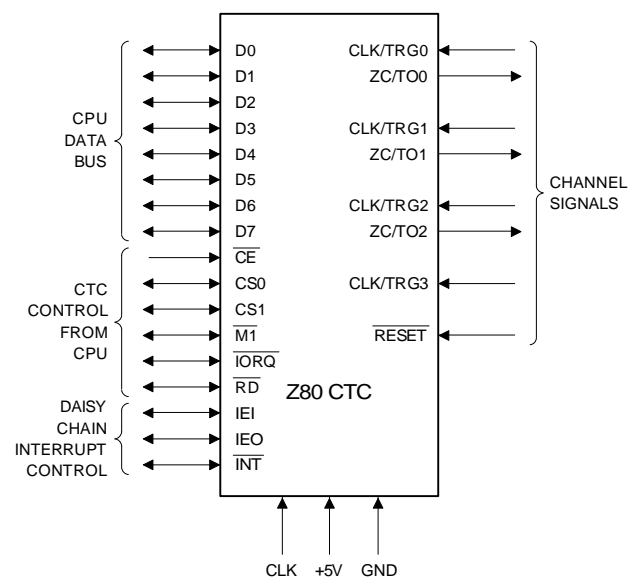 CPU
DATA
BUS
D0
D1
D2
D3
D4
D5
D6
D7
CTC
CONTROL
FROM
CPU
CE
CS0
CS1
M1
IORQ
RD
DAISY
CHAIN
INTERRUPT
CONTROL
IEI
IEO
INT
Z80 CTC
CLK/TRG0
ZC/TO0
CLK/TRG1
ZC/TO1
CLK/TRG2
ZC/TO2
CLK/TRG3
RESET
CHANNEL
SIGNALS
CLK +5V GND